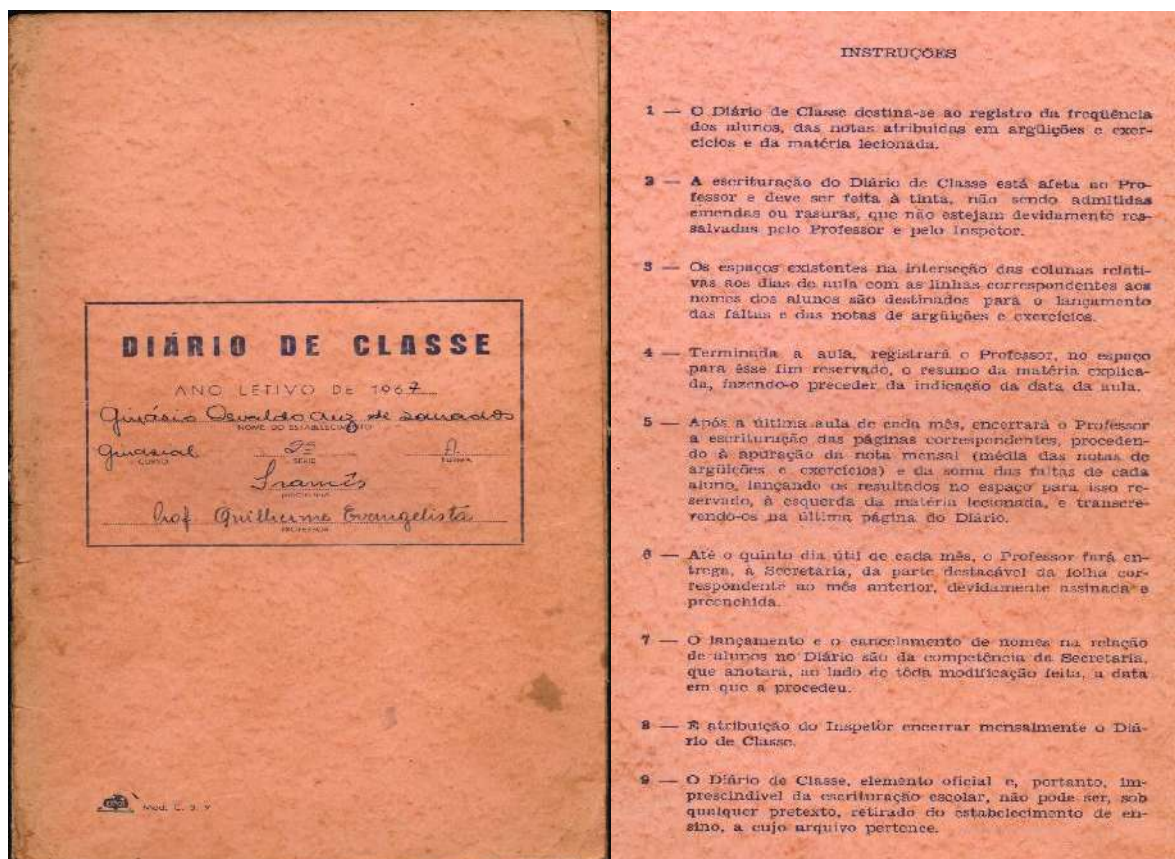 DIÁRIO DE CLASSE
ANO LETIVO DE 1967
Ginásio Osvaldo Cruz de
NOME DO ESTABELECIMENTO
Ginasial 2ª A.
CURSO SÉRIE TURMA
Francês
DISCIPLINA
Prof Guilherme Evangelista
PROFESSOR
Mod.
INSTRUÇÕES
1 — O Diário de Classe destina-se ao registro da freqüência
dos alunos, das notas atribuídas em argüições e exer-
cícios e da matéria lecionada.
2 — A escrituração do Diário de Classe está afeta ao Pro-
fessor e deve ser feita à tinta, não sendo admitidas
emendas ou rasuras, que não estejam devidamente res-
salvadas pelo Professor e pelo Inspetor.
3 — Os espaços existentes na interseção das colunas relati-
vas aos dias de aula com as linhas correspondentes aos
nomes dos alunos são destinados para o lançamento
das faltas e das notas de argüições e exercícios.
4 — Terminada a aula, registrará o Professor, no espaço
para êsse fim reservado, o resumo da matéria explica-
da, fazendo-o preceder da indicação da data da aula.
5 — Após a última aula de cada mês, encerrará o Professor
a escrituração das páginas correspondentes, proceden-
do à apuração da nota mensal (média das notas de
argüições e exercícios) e da soma das faltas de cada
aluno, lançando os resultados no espaço para isso re-
servado, à esquerda da matéria lecionada, e transcre-
vendo-os na última página do Diário.
6 — Até o quinto dia útil de cada mês, o Professor fará en-
trega, à Secretaria, da parte destacável da folha cor-
respondente ao mês anterior, devidamente assinada e
preenchida.
7 — O lançamento e o cancelamento de nomes na relação
de alunos no Diário são da competência da Secretaria,
que anotará, ao lado de tôda modificação feita, a data
em que a procedeu.
8 — É atribuição do Inspetor encerrar mensalmente o Diá-
rio de Classe.
9 — O Diário de Classe, elemento oficial e, portanto, im-
prescindível da escrituração escolar, não pode ser, sob
qualquer pretexto, retirado do estabelecimento de en-
sino, a cujo arquivo pertence.